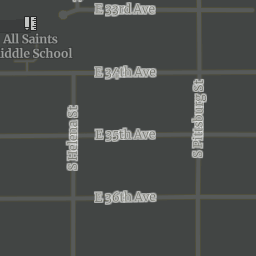 E 33rd Ave
All Saints
iddle School
E 34th Ave
S Helena St
S Pittsburg St
E 35th Ave
E 36th Ave